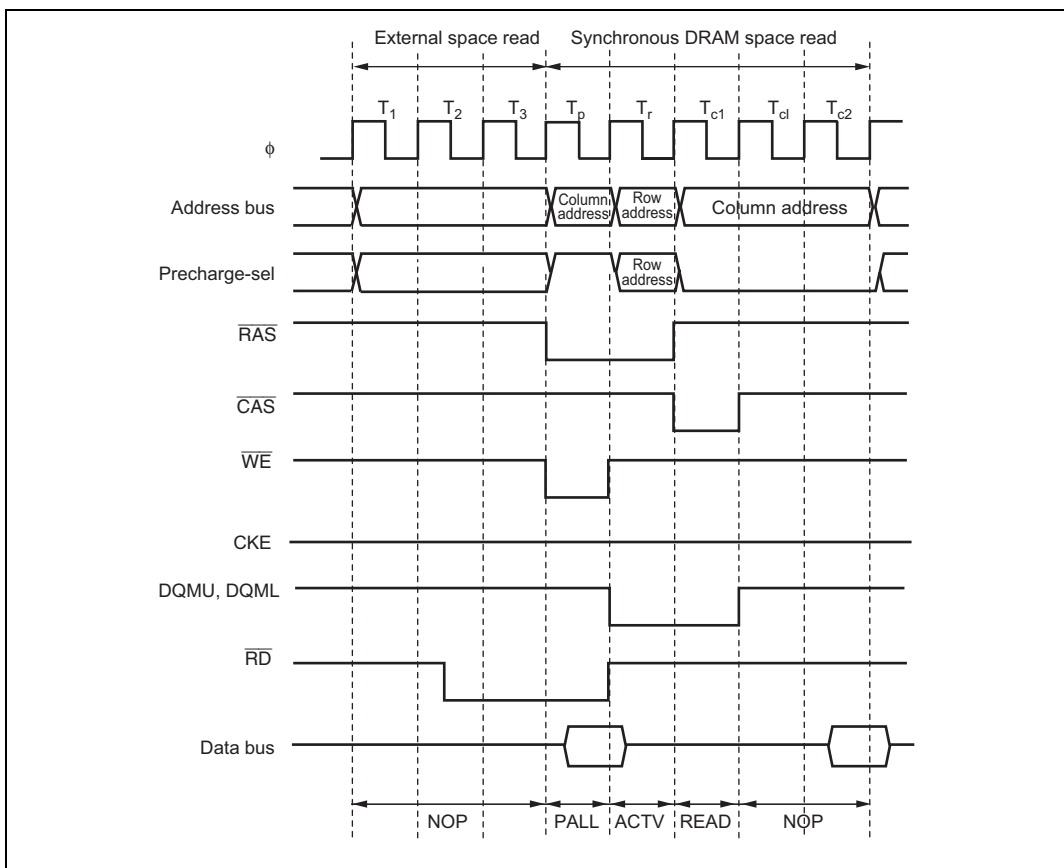 External space read Synchronous DRAM space read
T1 T2 T3 Tp Tr Tc1 Tcl Tc2
ϕ
Address bus
Column address
Row address
Column address
Precharge-sel
Row address
RAS
CAS
WE
CKE
DQMU, DQML
RD
Data bus
NOP PALL ACTV READ NOP